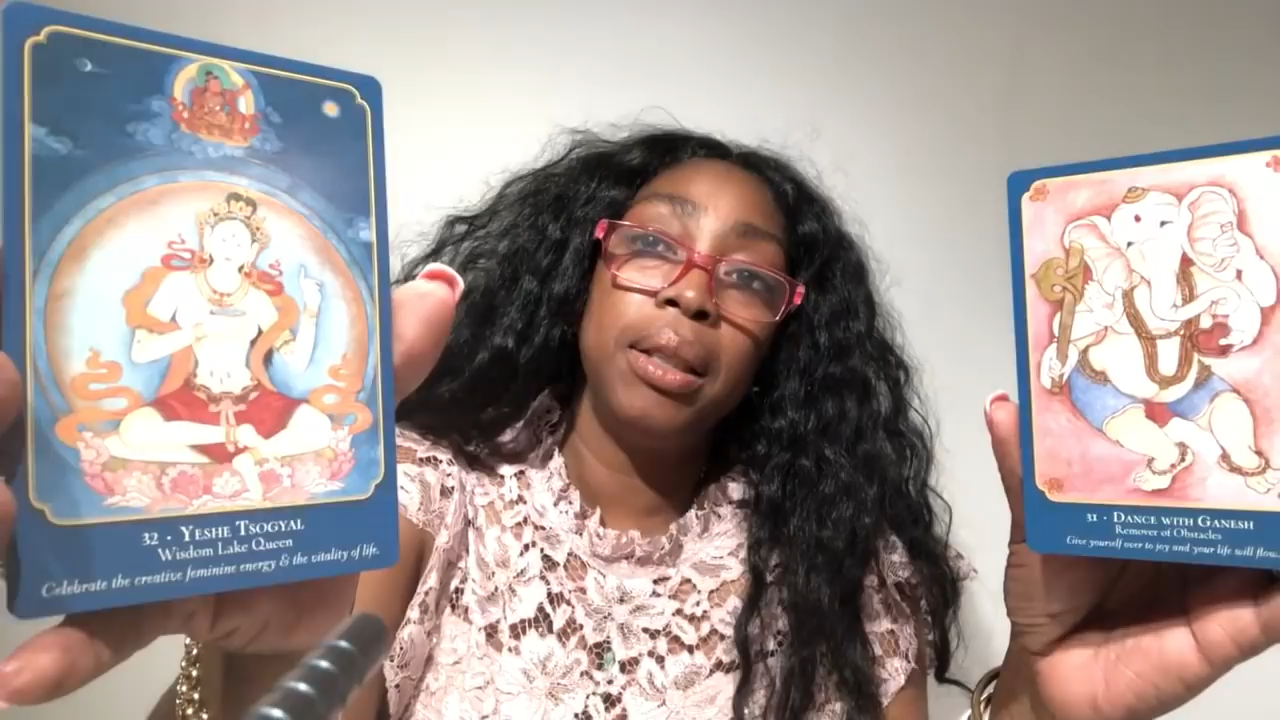 32 · YESHE TSOGYAL
Wisdom Lake Queen
Celebrate the creative feminine energy & the vitality of life.
31 · DANCE WITH GANESH
Remover of Obstacles
Give yourself over to joy and your life will flow